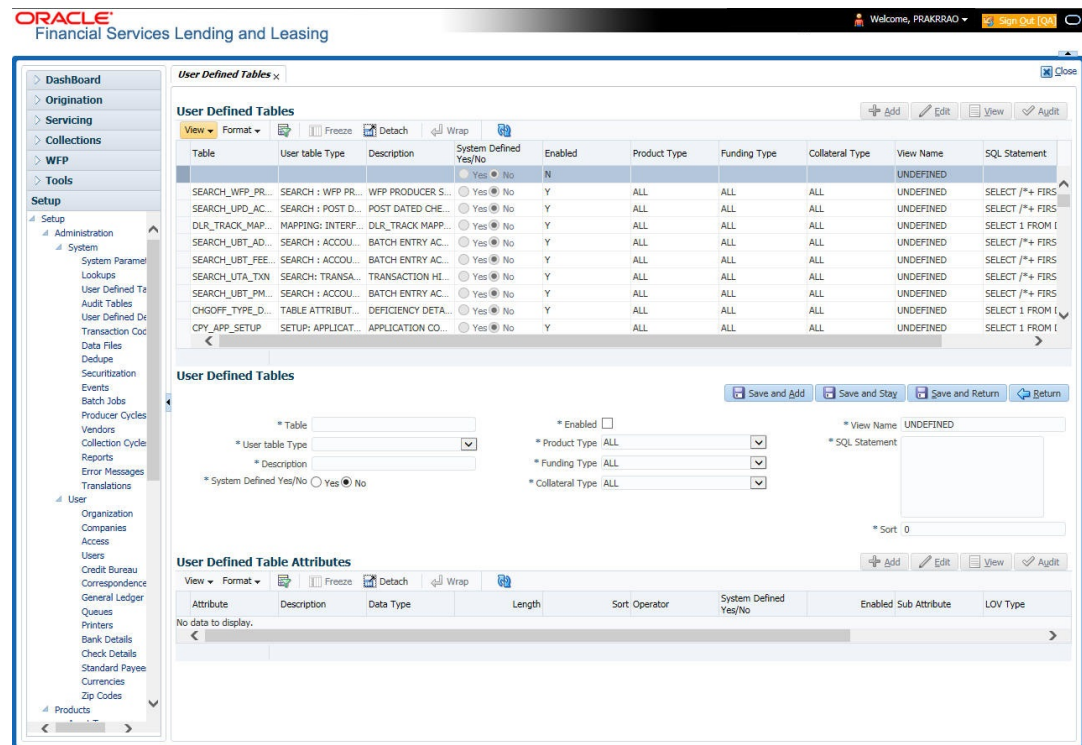 ORACLE
Financial Services Lending and Leasing
Welcome, PRAKRRAO
Sign Out [QA]
DashBoard
Origination
Servicing
Collections
WFP
Tools
Setup
Setup
Administration
System
System Paramet
Lookups
User Defined Ta
Audit Tables
User Defined De
Transaction Cod
Data Files
Dedupe
Securitization
Events
Batch Jobs
Producer Cycles
Vendors
Collection Cycle
Reports
Error Messages
Translations
User
Organization
Companies
Access
Users
Credit Bureau
Correspondence
General Ledger
Queues
Printers
Bank Details
Check Details
Standard Payee
Currencies
Zip Codes
Products
User Defined Tables
Close
User Defined Tables
Add Edit View Audit
View Format Freeze Detach Wrap
Table User table Type Description System Defined Yes/No Enabled Product Type Funding Type Collateral Type View Name SQL Statement
Yes No N UNDEFINED
SEARCH_WFP_PR... SEARCH : WFP PR... WFP PRODUCER S... Yes No Y ALL ALL ALL UNDEFINED SELECT /*+ FIRS
SEARCH_UPD_AC... SEARCH : POST D... POST DATED CHE... Yes No Y ALL ALL ALL UNDEFINED SELECT /*+ FIRS
DLR_TRACK_MAP... MAPPING: INTERF... DLR_TRACK MAPP... Yes No Y ALL ALL ALL UNDEFINED SELECT 1 FROM
SEARCH_UBT_AD... SEARCH : ACCOU... BATCH ENTRY AC... Yes No Y ALL ALL ALL UNDEFINED SELECT /*+ FIRS
SEARCH_UBT_FEE... SEARCH : ACCOU... BATCH ENTRY AC... Yes No Y ALL ALL ALL UNDEFINED SELECT /*+ FIRS
SEARCH_UTA_TXN SEARCH: TRANSA... TRANSACTION HI... Yes No Y ALL ALL ALL UNDEFINED SELECT /*+ FIRS
SEARCH_UBT_PM... SEARCH : ACCOU... BATCH ENTRY AC... Yes No Y ALL ALL ALL UNDEFINED SELECT /*+ FIRS
CHGOFF_TYPE_D... TABLE ATTRIBUT... DEFICIENCY DETA... Yes No Y ALL ALL ALL UNDEFINED SELECT 1 FROM
CPY_APP_SETUP SETUP: APPLICAT... APPLICATION CO... Yes No Y ALL ALL ALL UNDEFINED SELECT 1 FROM
User Defined Tables
Save and Add Save and Stay Save and Return Return
* Table
* User table Type
* Description
* System Defined Yes/No Yes No
* Enabled
* Product Type ALL
* Funding Type ALL
* Collateral Type ALL
* View Name UNDEFINED
* SQL Statement
* Sort 0
User Defined Table Attributes
Add Edit View Audit
View Format Freeze Detach Wrap
Attribute Description Data Type Length Sort Operator System Defined Yes/No Enabled Sub Attribute LOV Type
No data to display.